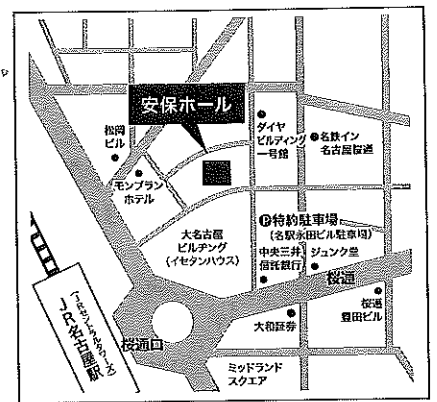 安保ホール
松岡
ビル
モンブラン
ホテル
ダイヤ
ビルディング
一号館
名鉄イン
名古屋桜通
大名古屋
ビルヂング
(イセタンハウス)
Ⓟ特約駐車場
(名駅永田ビル駐車場)
中央三井
信託銀行
ジュンク堂
桜通
桜通
豊田ビル
大和証券
ミッドランド
スクエア
桜通口
JR名古屋駅
(JRセントラルタワーズ)